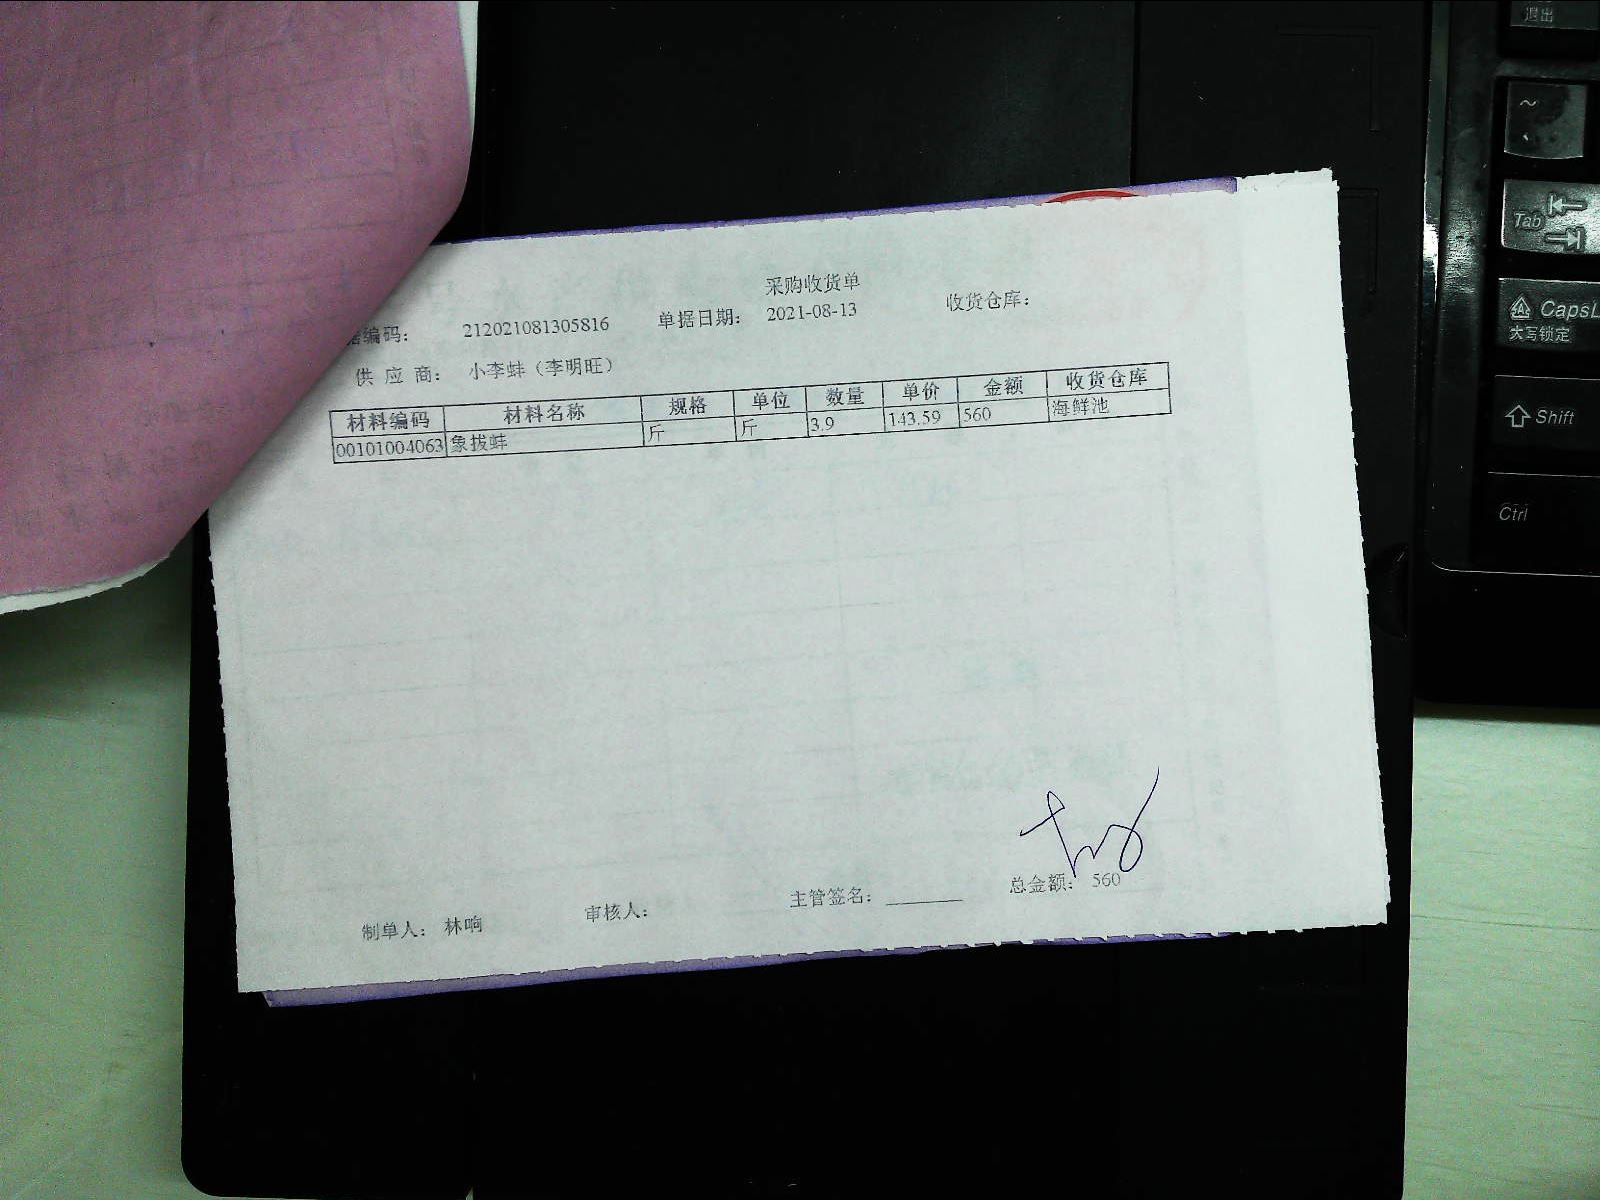 采购收货单
据编码： 212021081305816 单据日期： 2021-08-13 收货仓库：
供 应 商： 小李蚌（李明旺）
材料编码 材料名称 规格 单位 数量 单价 金额 收货仓库
00101004063 象拔蚌 斤 斤 3.9 143.59 560 海鲜池
总金额： 560
制单人： 林响 审核人： 主管签名：
退出
~
Tab
CapsL
大写锁定
Shift
Ctrl